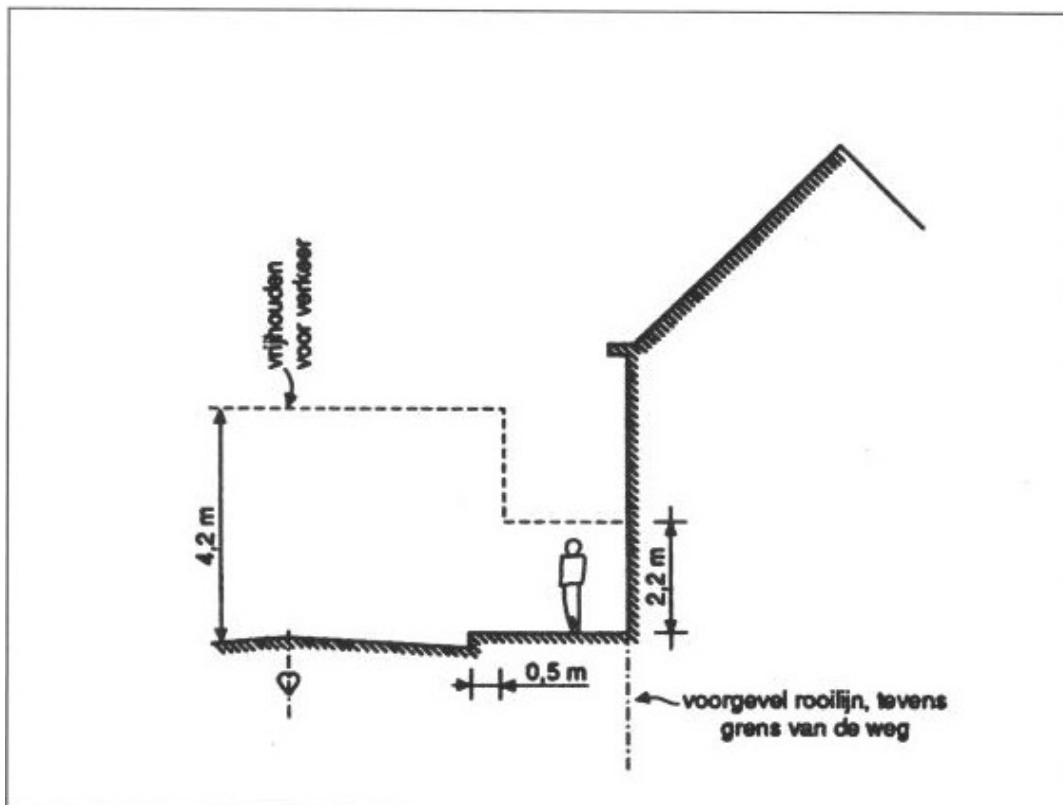 vrijhouden
voor verkeer
4,2 m
2,2 m
0,5 m
voorgevel rooilijn, tevens
grens van de weg